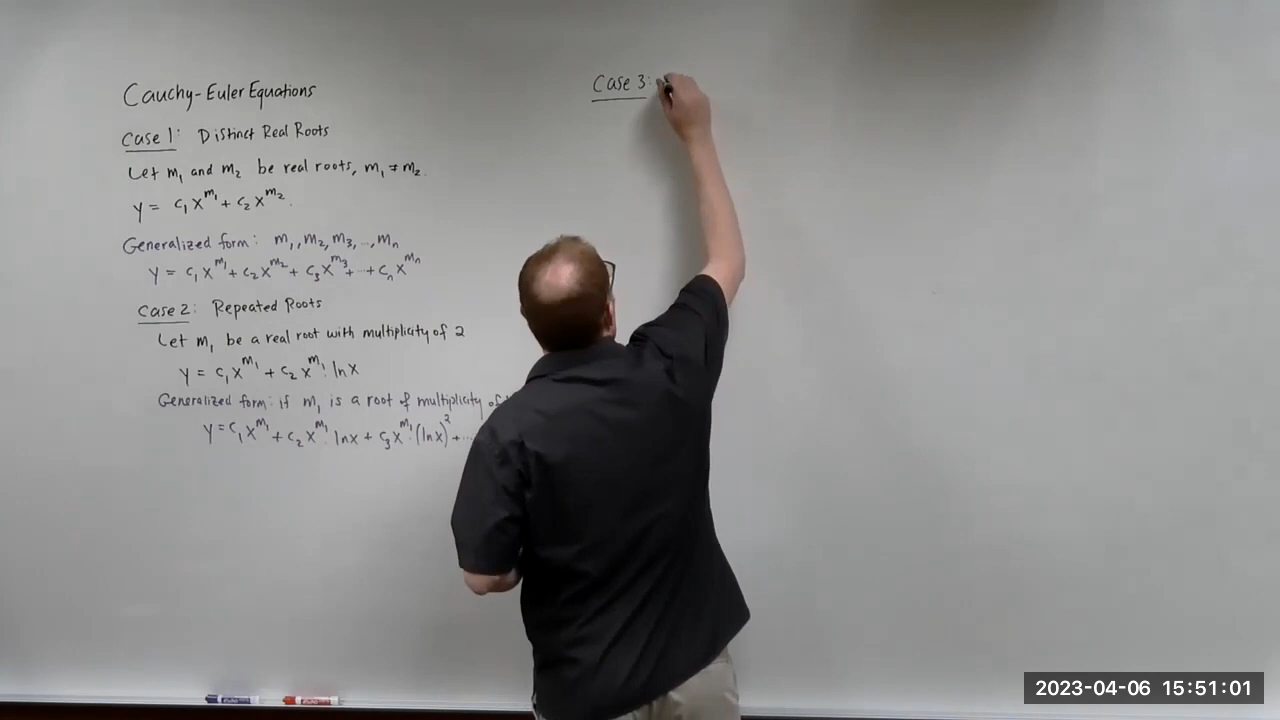 Cauchy-Euler Equations
Case 1: Distinct Real Roots
Let m₁ and m₂ be real roots, m₁ ≠ m₂.
y = c₁x^m₁ + c₂x^m₂.
Generalized form: m₁, m₂, m₃, ..., mₙ
y = c₁x^m₁ + c₂x^m₂ + c₃x^m₃ + ... + cₙx^mₙ
Case 2: Repeated Roots
Let m₁ be a real root with multiplicity of 2
y = c₁x^m₁ + c₂x^m₁ · ln x
Generalized form: if m₁ is a root of multiplicity of
y = c₁x^m₁ + c₂x^m₁ · ln x + c₃x^m₁ · (ln x)² + ...
Case 3:
2023-04-06 15:51:01